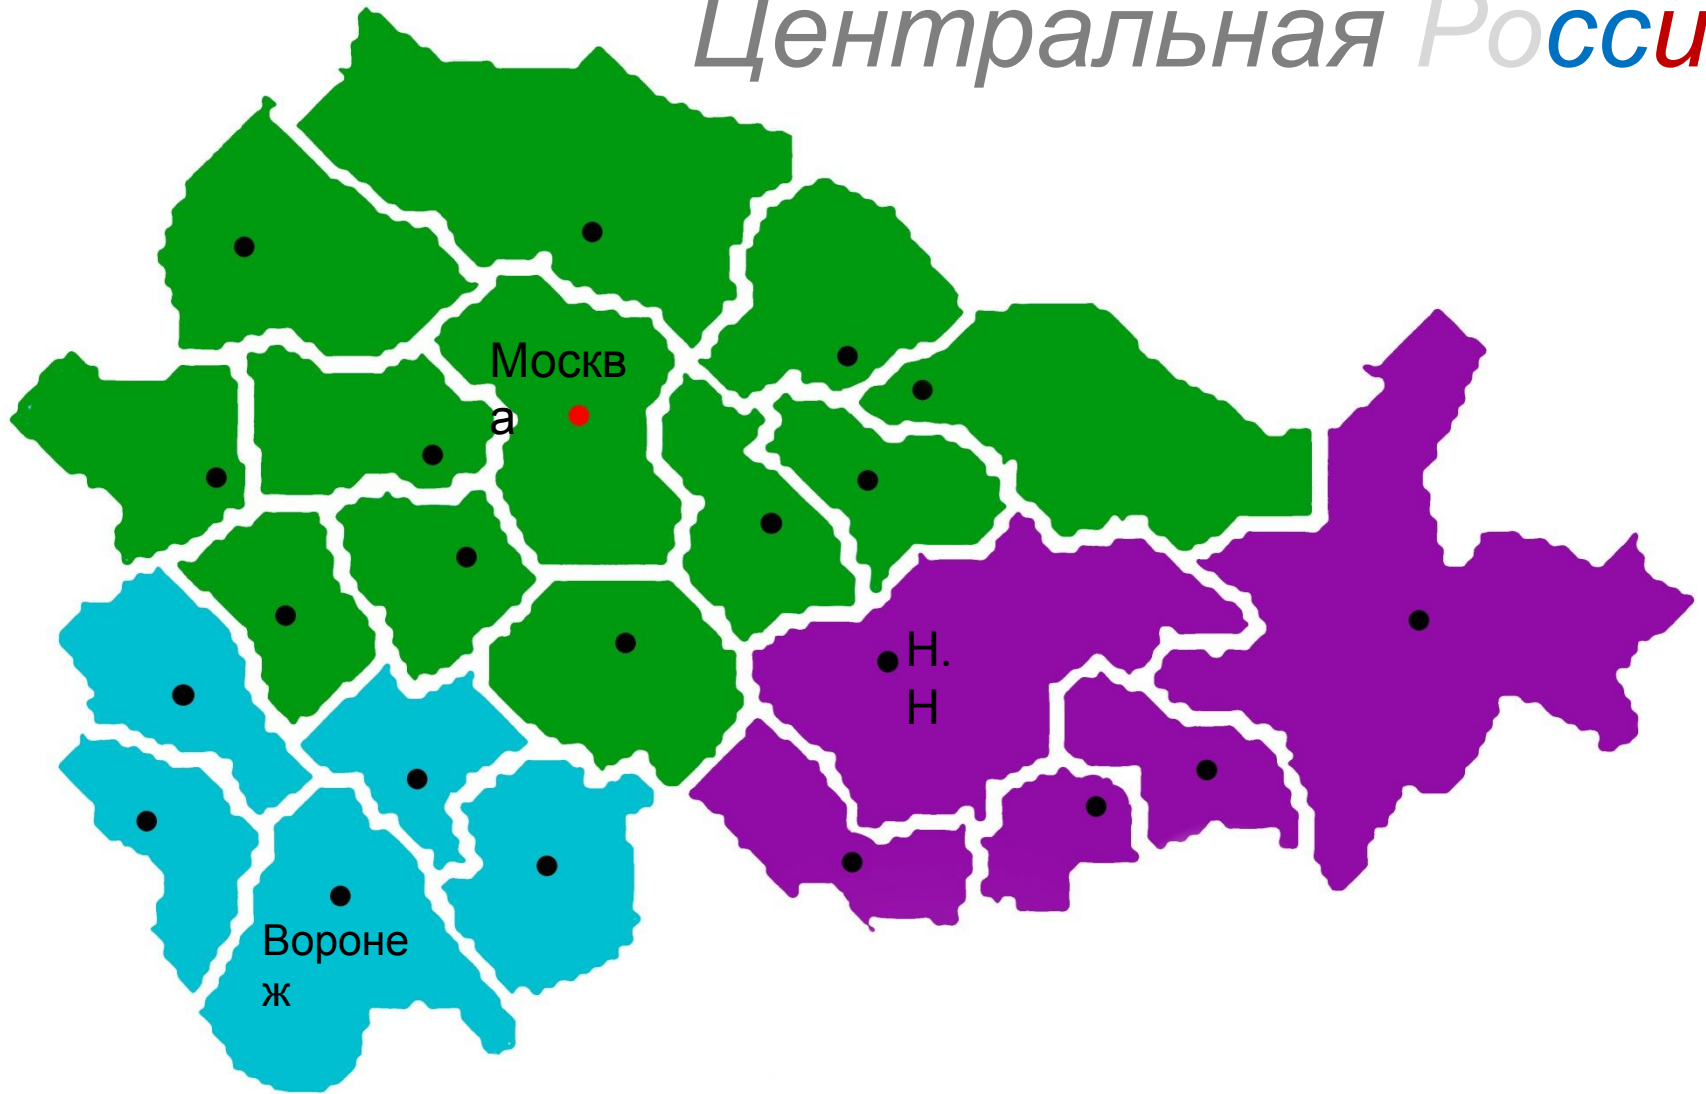 Центральная Росси
Москв
а
Н.
Н
Вороне
ж